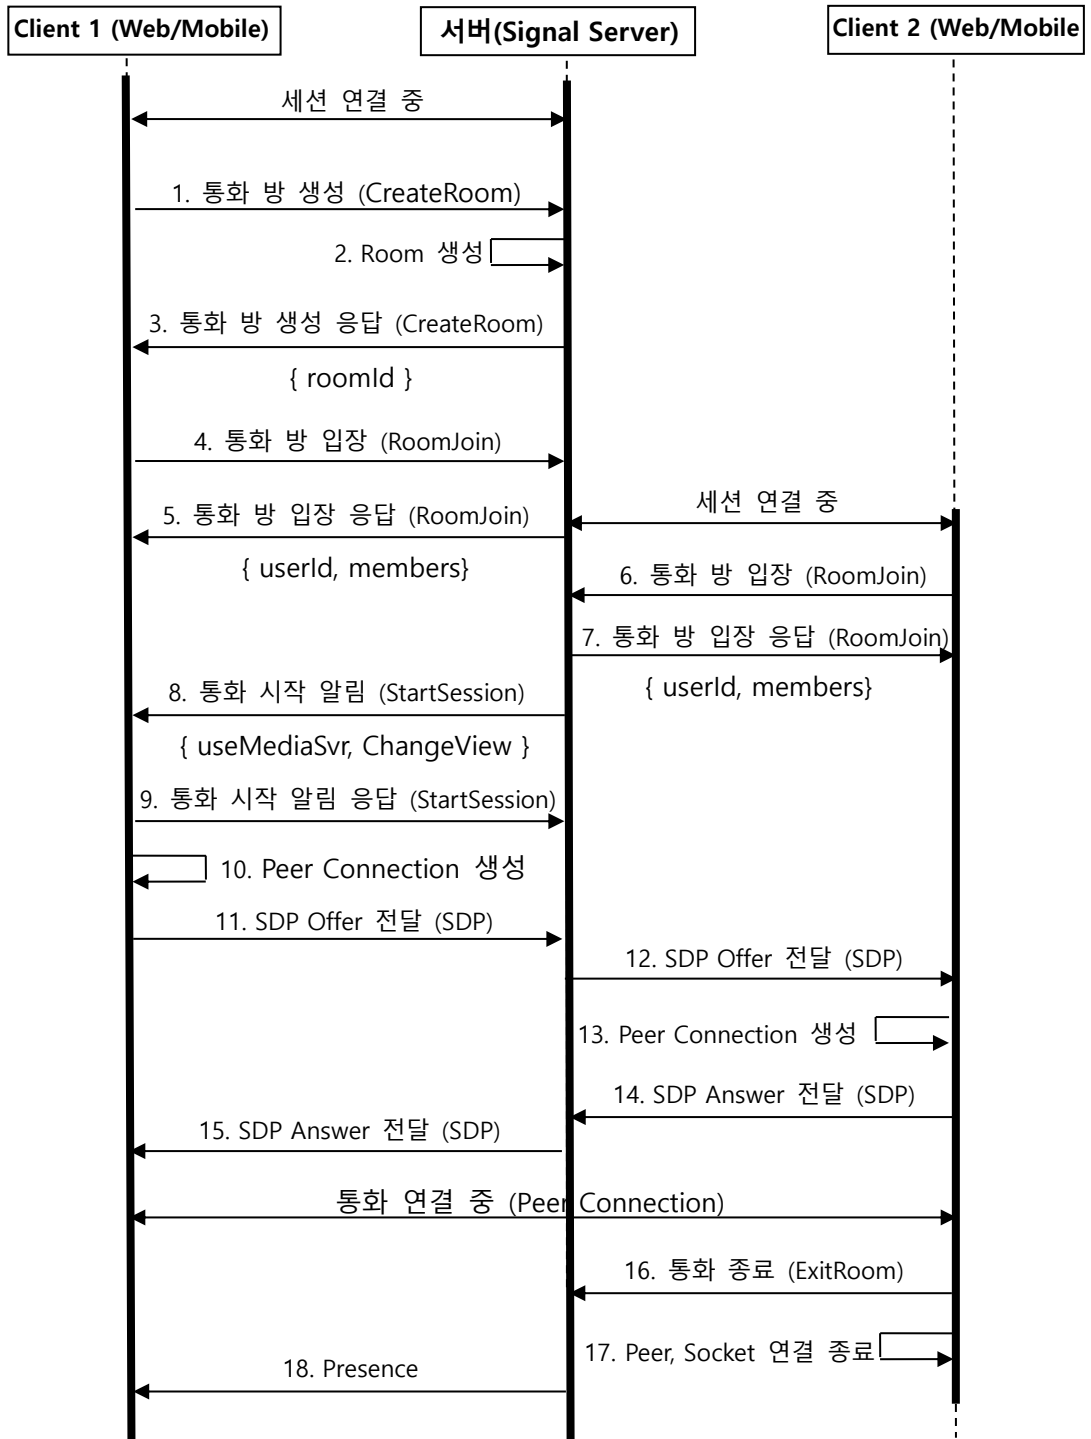 Client 1 (Web/Mobile)
서버(Signal Server)
Client 2 (Web/Mobile
세션 연결 중
1. 통화 방 생성 (CreateRoom)
2. Room 생성
3. 통화 방 생성 응답 (CreateRoom)
{ roomId }
4. 통화 방 입장 (RoomJoin)
세션 연결 중
5. 통화 방 입장 응답 (RoomJoin)
{ userId, members}
6. 통화 방 입장 (RoomJoin)
7. 통화 방 입장 응답 (RoomJoin)
{ userId, members}
8. 통화 시작 알림 (StartSession)
{ useMediaSvr, ChangeView }
9. 통화 시작 알림 응답 (StartSession)
10. Peer Connection 생성
11. SDP Offer 전달 (SDP)
12. SDP Offer 전달 (SDP)
13. Peer Connection 생성
14. SDP Answer 전달 (SDP)
15. SDP Answer 전달 (SDP)
통화 연결 중 (Peer Connection)
16. 통화 종료 (ExitRoom)
17. Peer, Socket 연결 종료
18. Presence